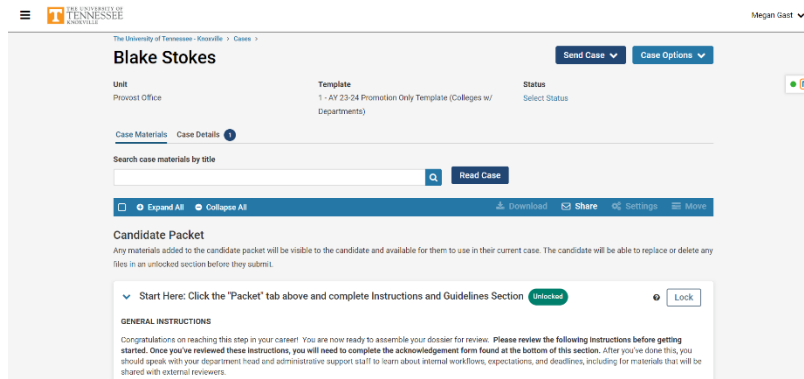 THE UNIVERSITY OF
TENNESSEE
KNOXVILLE
Megan Gast
The University of Tennessee - Knoxville > Cases >
Blake Stokes
Send Case
Case Options
Unit
Template
Status
Provost Office
1 - AY 23-24 Promotion Only Template (Colleges w/
Departments)
Select Status
Case Materials
Case Details 1
Search case materials by title
Read Case
Expand All
Collapse All
Download
Share
Settings
Move
Candidate Packet
Any materials added to the candidate packet will be visible to the candidate and available for them to use in their current case. The candidate will be able to replace or delete any
files in an unlocked section before they submit.
Start Here: Click the "Packet" tab above and complete Instructions and Guidelines Section Unlocked
Lock
GENERAL INSTRUCTIONS
Congratulations on reaching this step in your career! You are now ready to assemble your dossier for review. Please review the following instructions before getting
started. Once you've reviewed these instructions, you will need to complete the acknowledgement form found at the bottom of this section. After you've done this, you
should speak with your department head and administrative support staff to learn about internal workflows, expectations, and deadlines, including for materials that will be
shared with external reviewers.